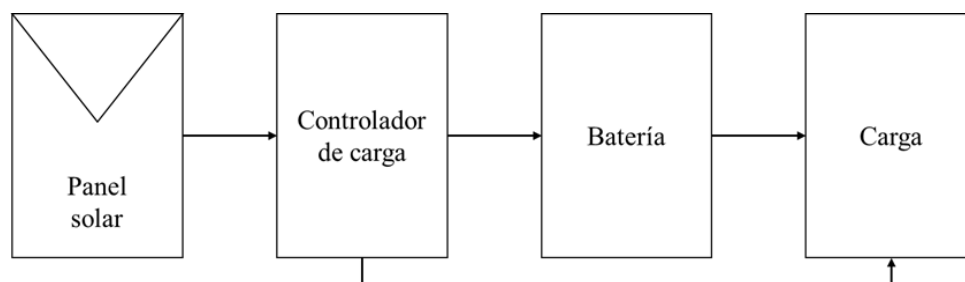 Panel
solar
Controlador
de carga
Batería
Carga